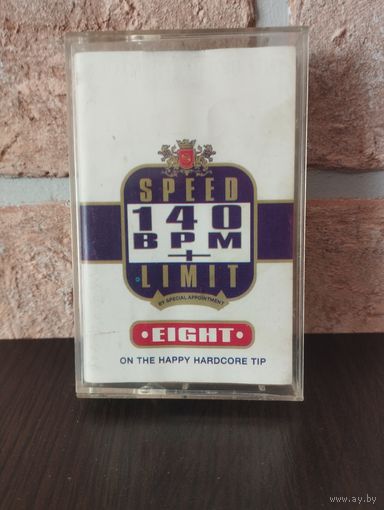 SPEED
140
BPM
+
LIMIT
BY SPECIAL APPOINTMENT
•EIGHT•
ON THE HAPPY HARDCORE TIP
www.ay.by